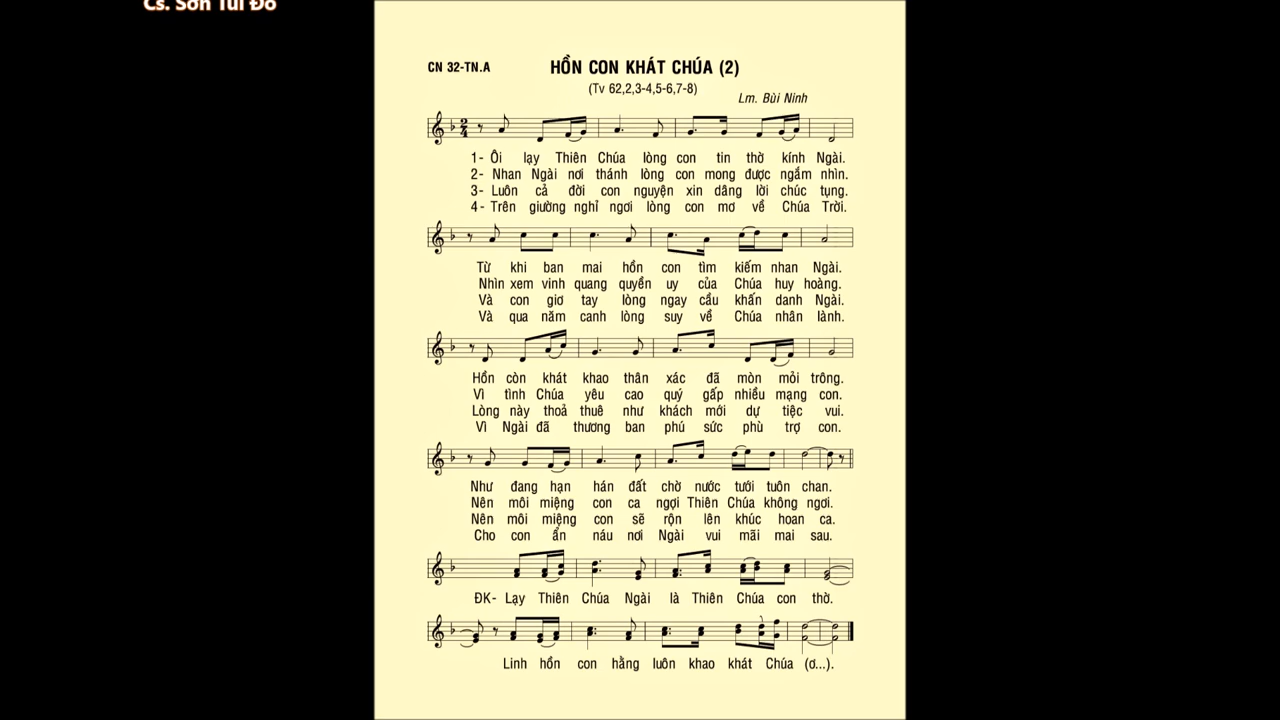 Cs. Sơn Túi Đỏ
CN 32-TN.A
HỒN CON KHÁT CHÚA (2)
(Tv 62,2,3-4,5-6,7-8)
Lm. Bùi Ninh
1- Ôi lạy Thiên Chúa lòng con tin thờ kính Ngài.
2- Nhan Ngài nơi thánh lòng con mong được ngắm nhìn.
3- Luôn cả đời con nguyện xin dâng lời chúc tụng.
4- Trên giường nghỉ ngơi lòng con mơ về Chúa Trời.
Từ khi ban mai hồn con tìm kiếm nhan Ngài.
Nhìn xem vinh quang quyền uy của Chúa huy hoàng.
Và con giơ tay lòng ngay cầu khấn danh Ngài.
Và qua năm canh lòng suy về Chúa nhân lành.
Hồn còn khát khao thân xác đã mòn mỏi trông.
Vì tình Chúa yêu cao quý gấp nhiều mạng con.
Lòng này thoả thuê như khách mới dự tiệc vui.
Vì Ngài đã thương ban phú sức phù trợ con.
Như đang hạn hán đất chờ nước tưới tuôn chan.
Nên môi miệng con ca ngợi Thiên Chúa không ngơi.
Nên môi miệng con sẽ rộn lên khúc hoan ca.
Cho con ẩn náu nơi Ngài vui mãi mai sau.
ĐK- Lạy Thiên Chúa Ngài là Thiên Chúa con thờ.
Linh hồn con hằng luôn khao khát Chúa (ơ...).